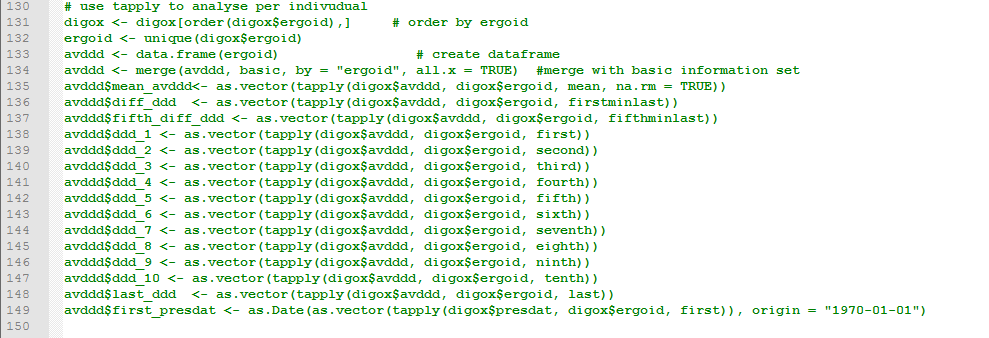 130 # use tapply to analyse per indivudual
131 digox <- digox[order(digox$ergoid),] # order by ergoid
132 ergoid <- unique(digox$ergoid)
133 avddd <- data.frame(ergoid) # create dataframe
134 avddd <- merge(avddd, basic, by = "ergoid", all.x = TRUE) #merge with basic information set
135 avddd$mean_avddd<- as.vector(tapply(digox$avddd, digox$ergoid, mean, na.rm = TRUE))
136 avddd$diff_ddd <- as.vector(tapply(digox$avddd, digox$ergoid, firstminlast))
137 avddd$fifth_diff_ddd <- as.vector(tapply(digox$avddd, digox$ergoid, fifthminlast))
138 avddd$ddd_1 <- as.vector(tapply(digox$avddd, digox$ergoid, first))
139 avddd$ddd_2 <- as.vector(tapply(digox$avddd, digox$ergoid, second))
140 avddd$ddd_3 <- as.vector(tapply(digox$avddd, digox$ergoid, third))
141 avddd$ddd_4 <- as.vector(tapply(digox$avddd, digox$ergoid, fourth))
142 avddd$ddd_5 <- as.vector(tapply(digox$avddd, digox$ergoid, fifth))
143 avddd$ddd_6 <- as.vector(tapply(digox$avddd, digox$ergoid, sixth))
144 avddd$ddd_7 <- as.vector(tapply(digox$avddd, digox$ergoid, seventh))
145 avddd$ddd_8 <- as.vector(tapply(digox$avddd, digox$ergoid, eighth))
146 avddd$ddd_9 <- as.vector(tapply(digox$avddd, digox$ergoid, ninth))
147 avddd$ddd_10 <- as.vector(tapply(digox$avddd, digox$ergoid, tenth))
148 avddd$last_ddd <- as.vector(tapply(digox$avddd, digox$ergoid, last))
149 avddd$first_presdat <- as.Date(as.vector(tapply(digox$presdat, digox$ergoid, first)), origin = "1970-01-01")
150